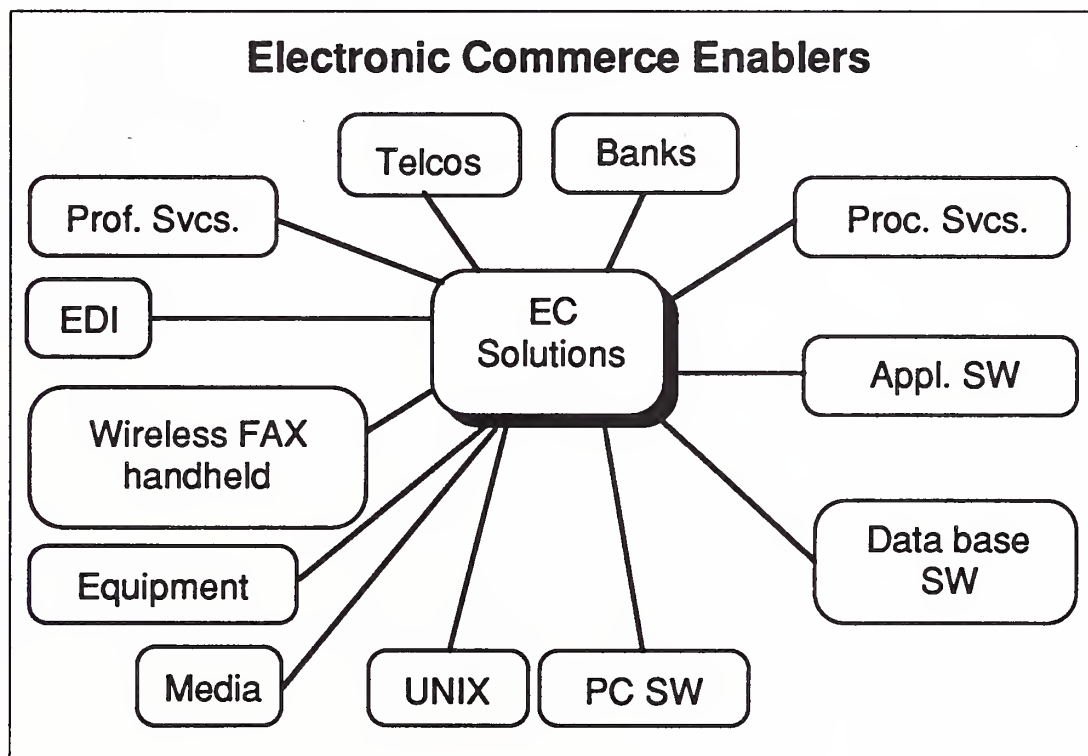 Electronic Commerce Enablers
Telcos
Banks
Prof. Svcs.
Proc. Svcs.
EDI
EC
Solutions
Appl. SW
Wireless FAX
handheld
Data base
SW
Equipment
Media
UNIX
PC SW